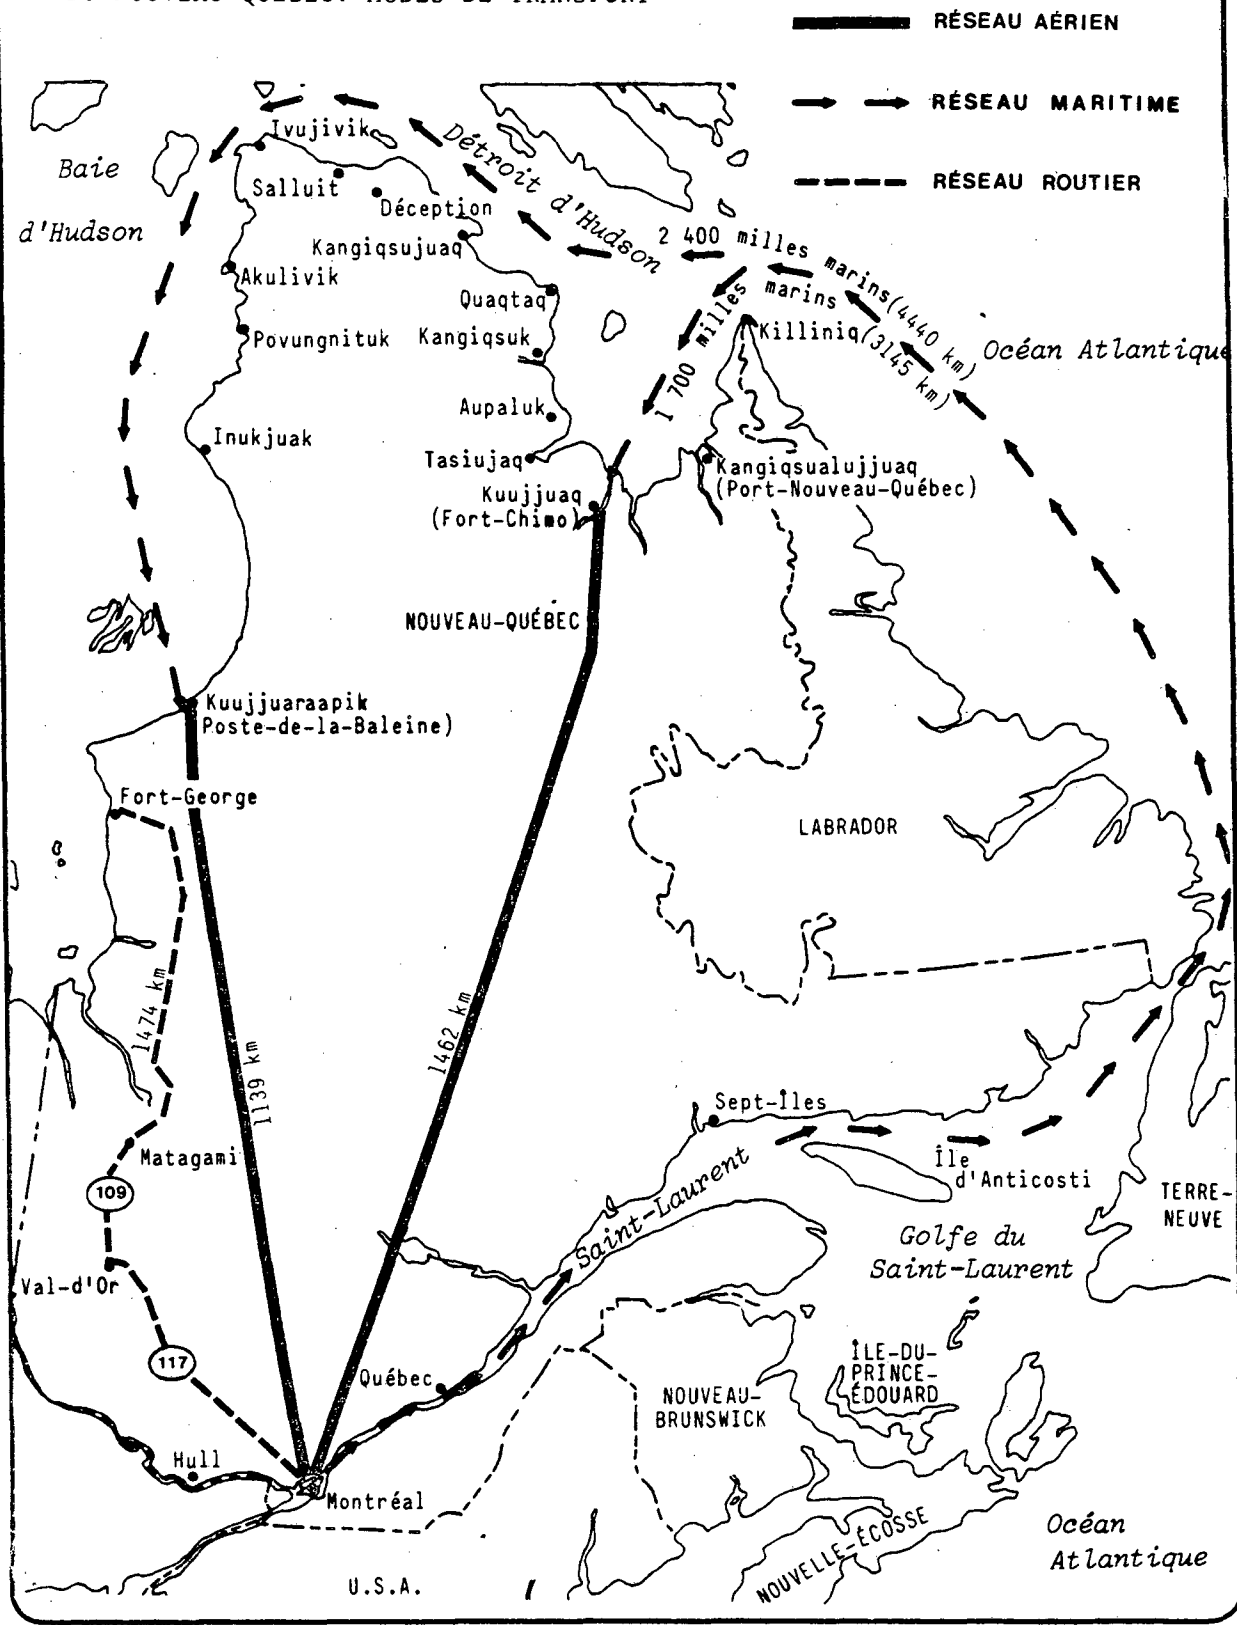 RÉSEAU AÉRIEN
RÉSEAU MARITIME
RÉSEAU ROUTIER
Ivujivik
Détroit d'Hudson
Baie
d'Hudson
Salluit
Déception
Kangiqsujuaq
2 400 milles marins (4440 km)
Akulivik
Quaqtaq
1 700 milles marins (3145 km)
Povungnituk
Kangiqsuk
Killiniq
Océan Atlantique
Aupaluk
Inukjuak
Tasiujaq
Kangiqsualujjuaq
(Port-Nouveau-Québec)
Kuujjuaq
(Fort-Chimo)
NOUVEAU-QUÉBEC
Kuujjuaraapik
Poste-de-la-Baleine)
Fort-George
LABRADOR
1474 km
1139 km
1462 km
Sept-Îles
Matagami
Île
d'Anticosti
109
Saint-Laurent
TERRE-
NEUVE
Golfe du
Saint-Laurent
Val-d'Or
117
Québec
ÎLE-DU-
PRINCE-
ÉDOUARD
NOUVEAU-
BRUNSWICK
Hull
Montréal
NOUVELLE-ÉCOSSE
Océan
Atlantique
U.S.A.